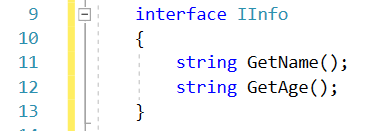 9 interface IInfo
10 {
11 string GetName();
12 string GetAge();
13 }